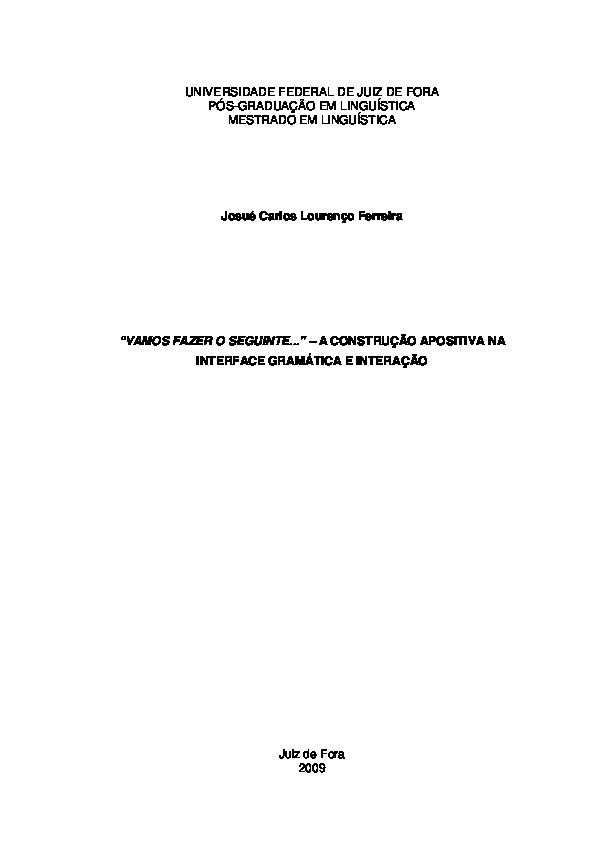 UNIVERSIDADE FEDERAL DE JUIZ DE FORA
PÓS-GRADUAÇÃO EM LINGUÍSTICA
MESTRADO EM LINGUÍSTICA
Josué Carlos Lourenço Ferreira
“VAMOS FAZER O SEGUINTE...” – A CONSTRUÇÃO APOSITIVA NA
INTERFACE GRAMÁTICA E INTERAÇÃO
Juiz de Fora
2009